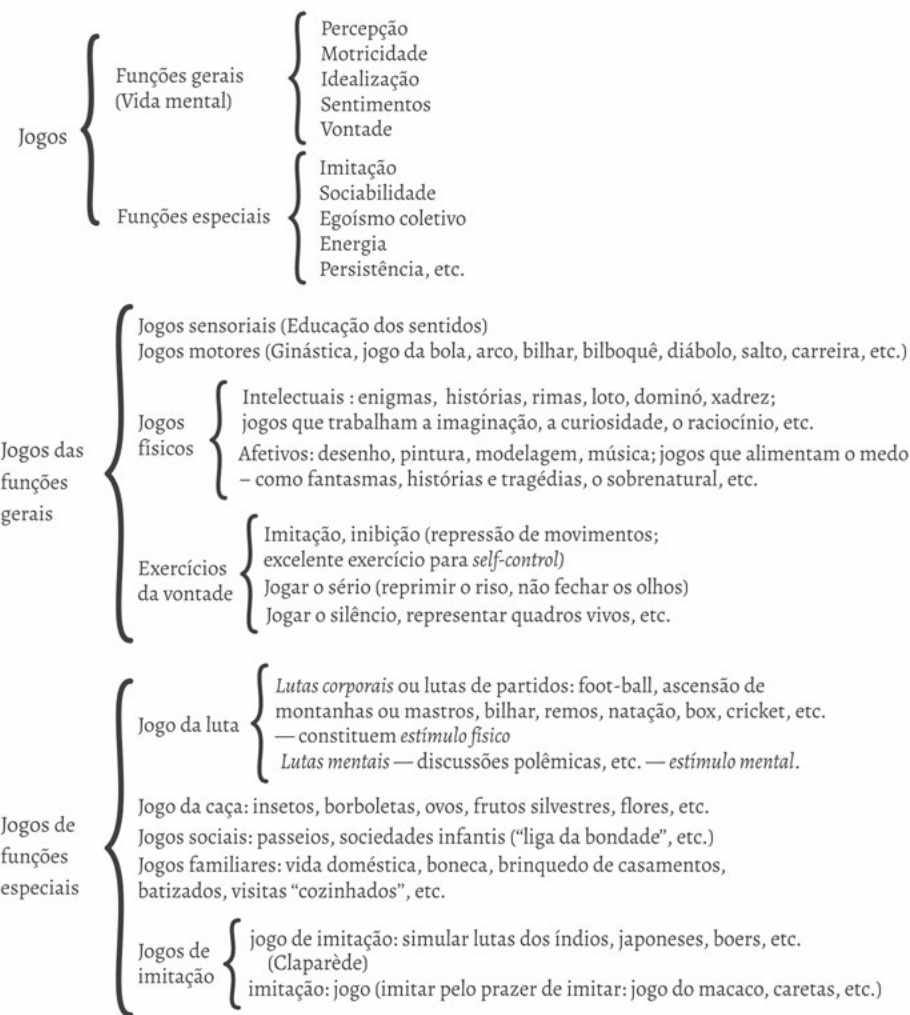 Jogos
Funções gerais
(Vida mental)
Percepção
Motricidade
Idealização
Sentimentos
Vontade
Funções especiais
Imitação
Sociabilidade
Egoísmo coletivo
Energia
Persistência, etc.
Jogos das
funções
gerais
Jogos sensoriais (Educação dos sentidos)
Jogos motores (Ginástica, jogo da bola, arco, bilhar, bilboquê, diábolo, salto, carreira, etc.)
Jogos
físicos
Intelectuais : enigmas, histórias, rimas, loto, dominó, xadrez;
jogos que trabalham a imaginação, a curiosidade, o raciocínio, etc.
Afetivos: desenho, pintura, modelagem, música; jogos que alimentam o medo
– como fantasmas, histórias e tragédias, o sobrenatural, etc.
Exercícios
da vontade
Imitação, inibição (repressão de movimentos;
excelente exercício para self-control)
Jogar o sério (reprimir o riso, não fechar os olhos)
Jogar o silêncio, representar quadros vivos, etc.
Jogos de
funções
especiais
Jogo da luta
Lutas corporais ou lutas de partidos: foot-ball, ascensão de
montanhas ou mastros, bilhar, remos, natação, box, cricket, etc.
— constituem estímulo físico
Lutas mentais — discussões polêmicas, etc. — estímulo mental.
Jogo da caça: insetos, borboletas, ovos, frutos silvestres, flores, etc.
Jogos sociais: passeios, sociedades infantis (“liga da bondade”, etc.)
Jogos familiares: vida doméstica, boneca, brinquedo de casamentos,
batizados, visitas “cozinhados”, etc.
Jogos de
imitação
jogo de imitação: simular lutas dos índios, japoneses, boers, etc.
(Claparède)
imitação: jogo (imitar pelo prazer de imitar: jogo do macaco, caretas, etc.)